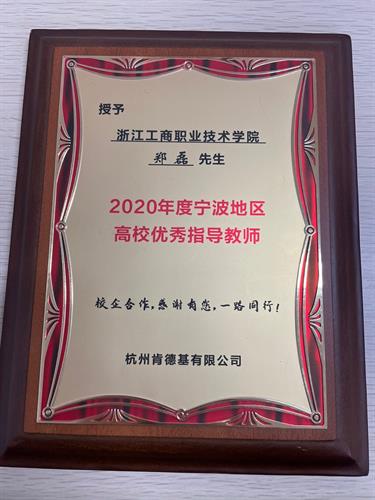 授予
浙江工商职业技术学院
郑磊 先生
2020年度宁波地区
高校优秀指导教师
校企合作,感谢有您,一路同行!
杭州肯德基有限公司